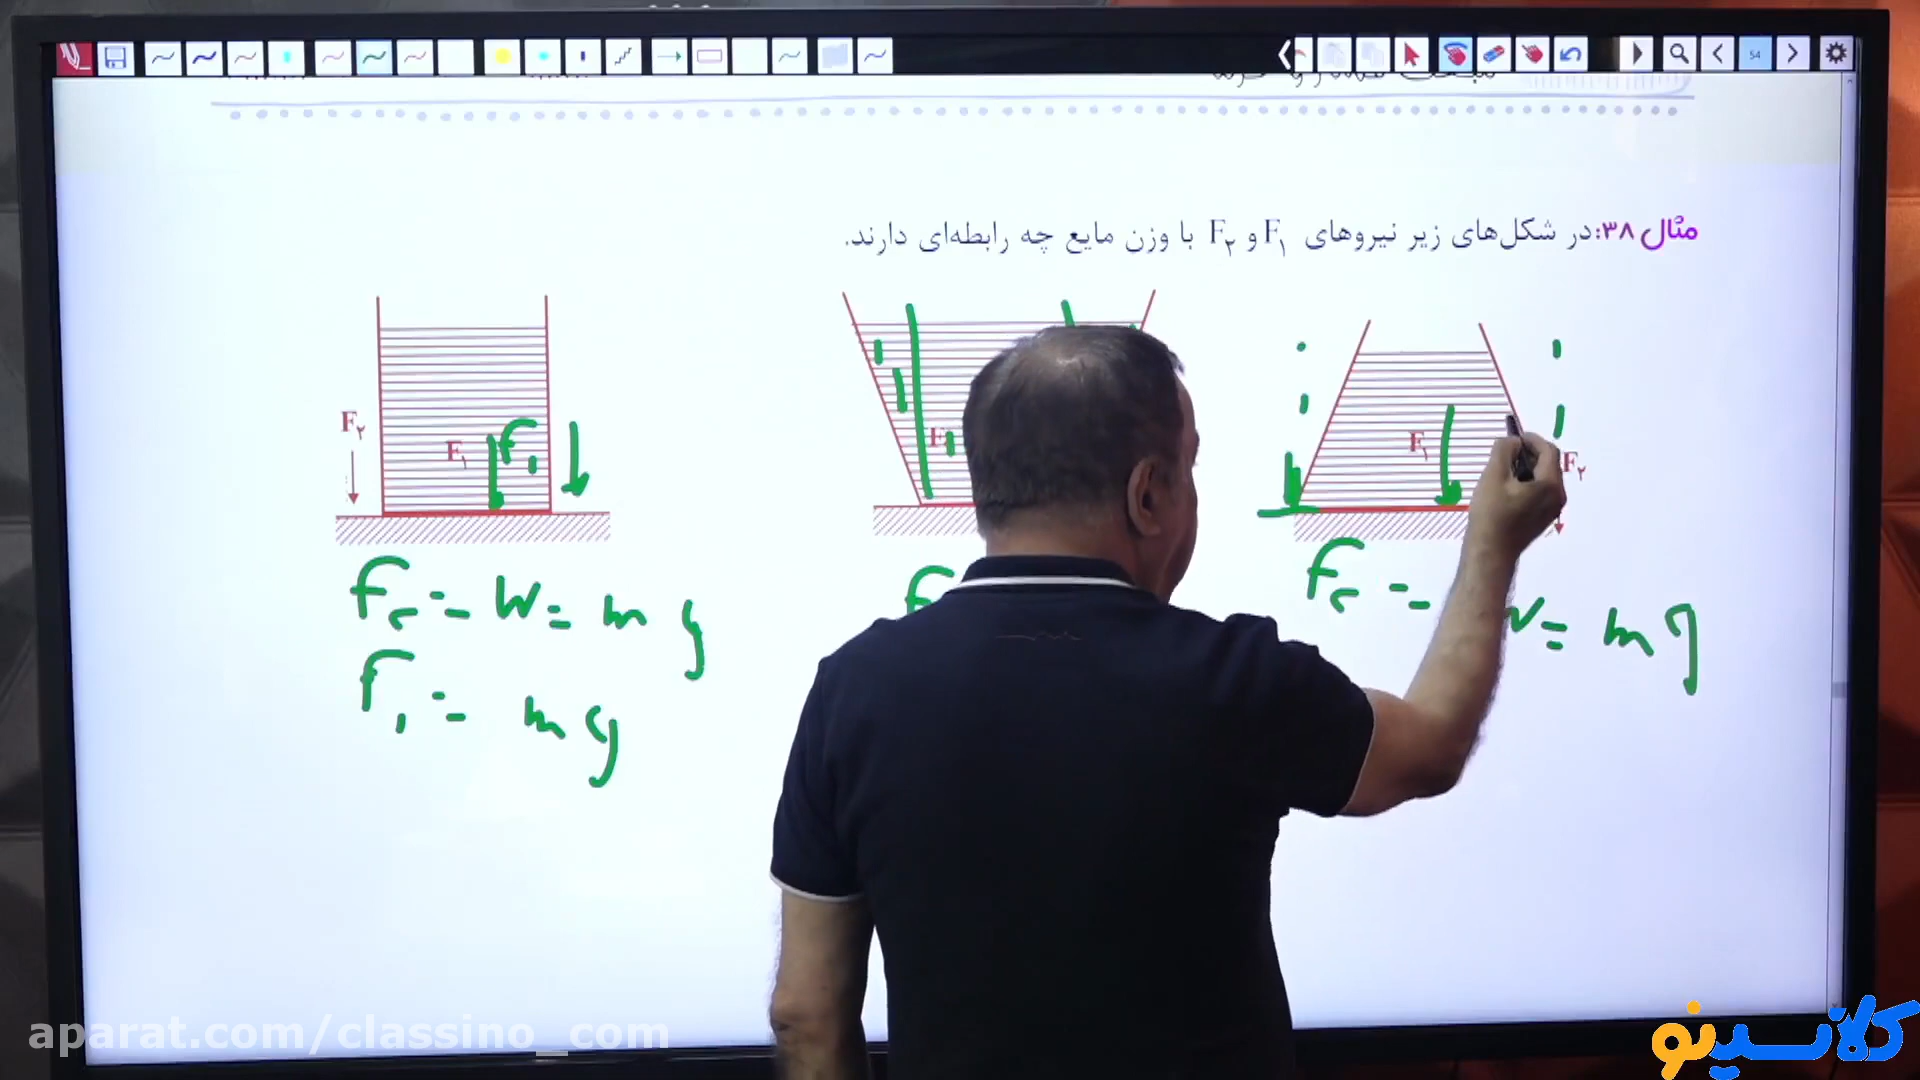 54
مثال ۳۸: در شکل‌های زیر نیروهای F۱ و F۲ با وزن مایع چه رابطه‌ای دارند.
F۲
F۱
F۱
F۱
F۲
F۲ = W = mg
F۱ = mg
F۲ = W = mg
aparat.com/classino_com
کلاسینو